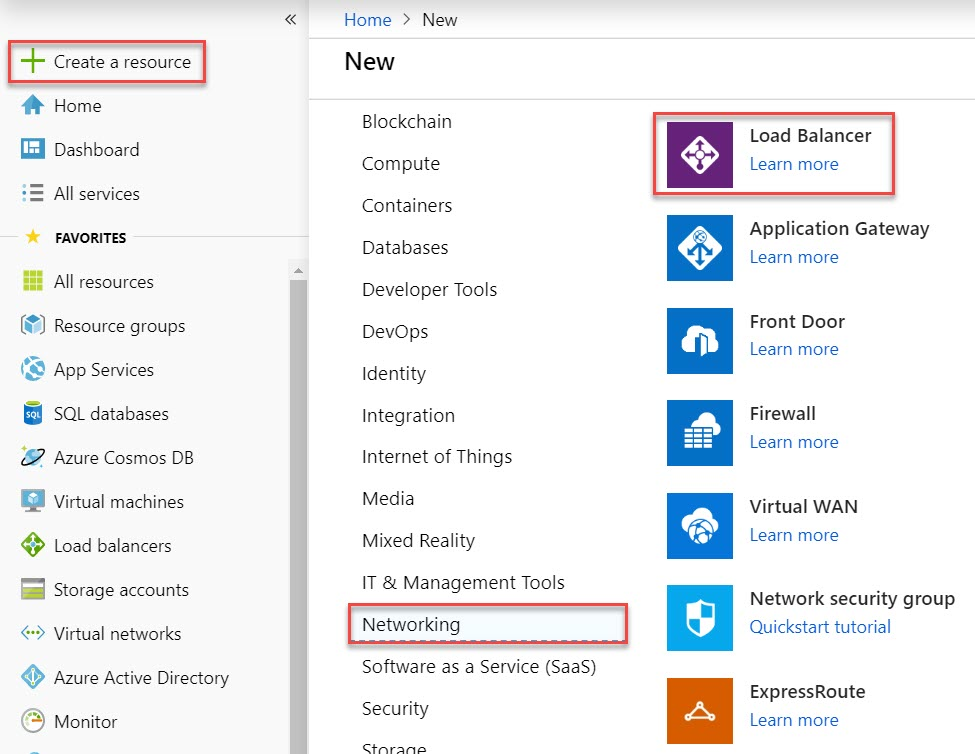 «
Create a resource
Home
Dashboard
All services
FAVORITES
All resources
Resource groups
App Services
SQL
SQL databases
Azure Cosmos DB
Virtual machines
Load balancers
Storage accounts
Virtual networks
Azure Active Directory
Monitor
Home > New
New
Blockchain
Compute
Containers
Databases
Developer Tools
DevOps
Identity
Integration
Internet of Things
Media
Mixed Reality
IT & Management Tools
Networking
Software as a Service (SaaS)
Security
Storage
Load Balancer
Learn more
Application Gateway
Learn more
Front Door
Learn more
Firewall
Learn more
Virtual WAN
Learn more
Network security group
Quickstart tutorial
ExpressRoute
Learn more